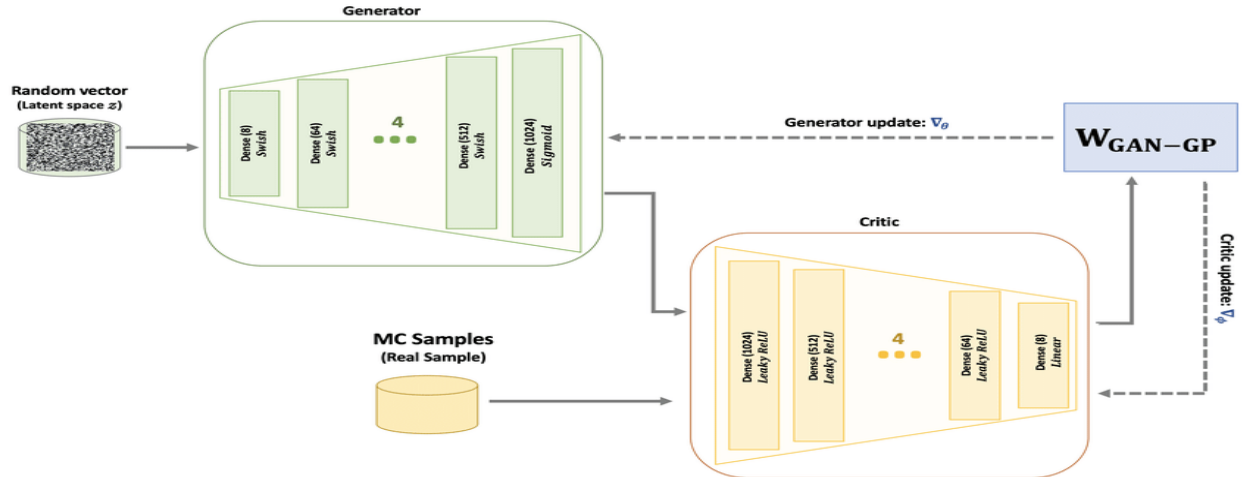 Generator
Random vector
(Latent space z)
Dense (8)
Swish
Dense (64)
Swish
4
Dense (512)
Swish
Dense (1024)
Sigmoid
Generator update: ∇θ
W_GAN−GP
Critic update: ∇ϕ
Critic
MC Samples
(Real Sample)
Dense (1024)
Leaky ReLU
Dense (512)
Leaky ReLU
4
Dense (64)
Leaky ReLU
Dense (8)
Linear